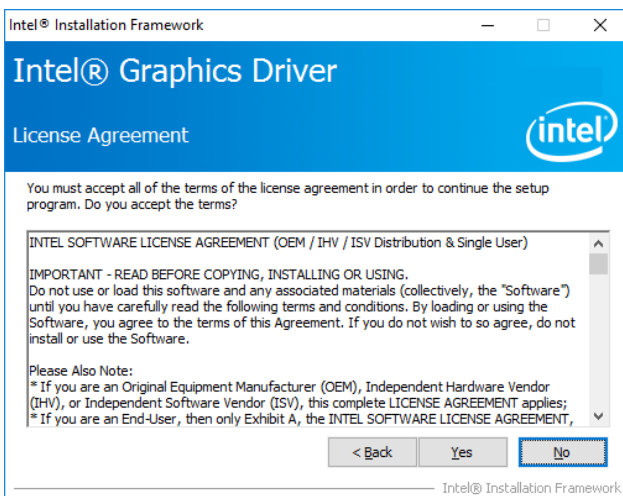 Intel® Installation Framework
Intel® Graphics Driver
License Agreement
intel
You must accept all of the terms of the license agreement in order to continue the setup
program. Do you accept the terms?
INTEL SOFTWARE LICENSE AGREEMENT (OEM / IHV / ISV Distribution & Single User)
IMPORTANT - READ BEFORE COPYING, INSTALLING OR USING.
Do not use or load this software and any associated materials (collectively, the "Software")
until you have carefully read the following terms and conditions. By loading or using the
Software, you agree to the terms of this Agreement. If you do not wish to so agree, do not
install or use the Software.
Please Also Note:
* If you are an Original Equipment Manufacturer (OEM), Independent Hardware Vendor
(IHV), or Independent Software Vendor (ISV), this complete LICENSE AGREEMENT applies;
* If you are an End-User, then only Exhibit A, the INTEL SOFTWARE LICENSE AGREEMENT,
< Back Yes No
Intel® Installation Framework